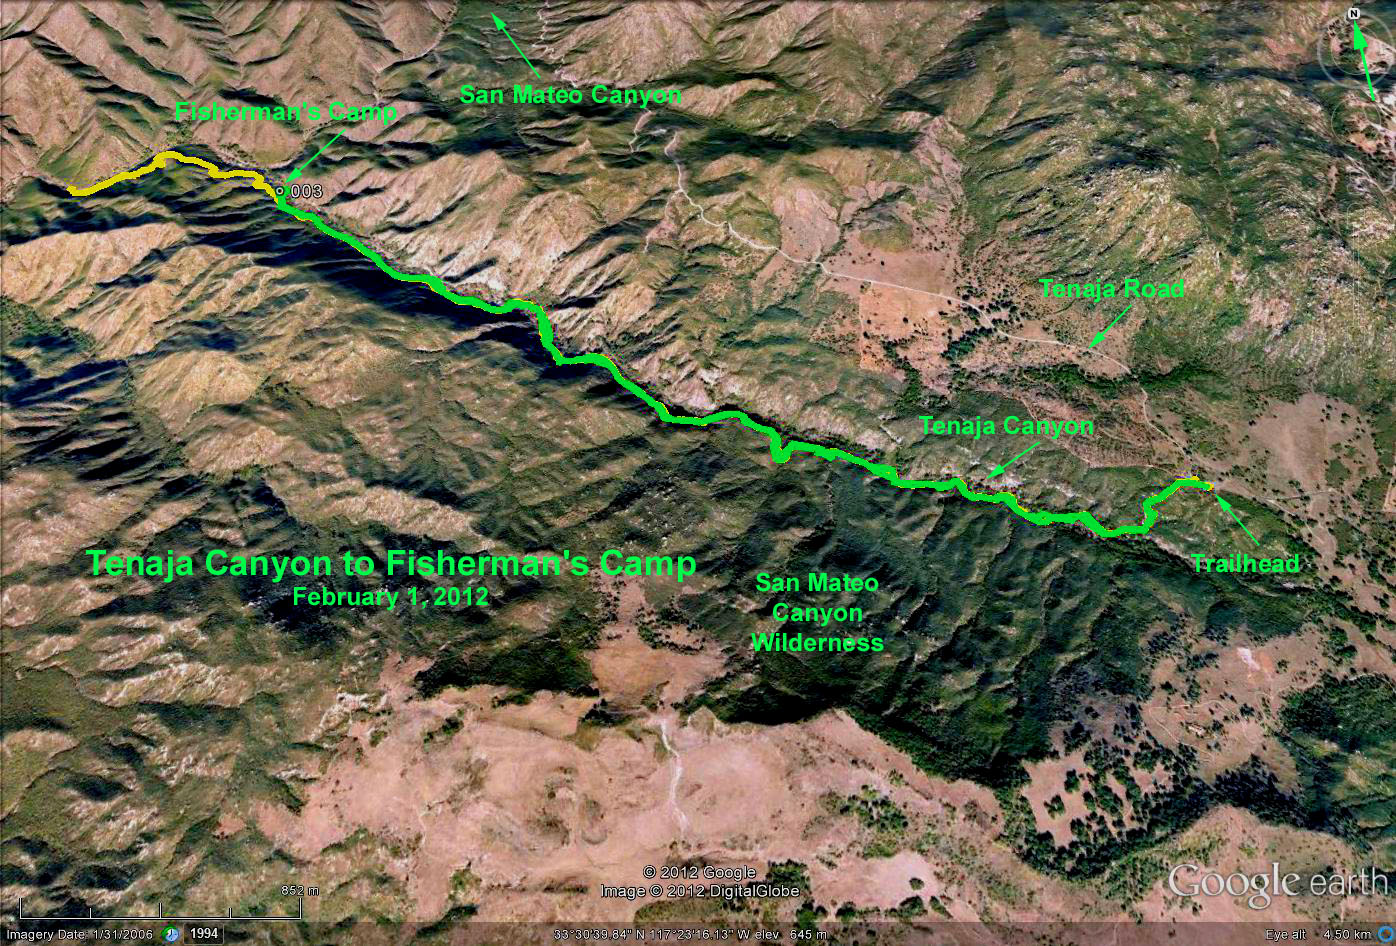 N
San Mateo Canyon
Fisherman's Camp
003
Tenaja Road
Tenaja Canyon
Tenaja Canyon to Fisherman's Camp
February 1, 2012
San Mateo
Canyon
Wilderness
Trailhead
© 2012 Google
Image © 2012 DigitalGlobe
Google earth
852 m
Imagery Date: 1/31/2006 1994 33°30'39.84" N 117°23'16.13" W elev 645 m Eye alt 4.50 km